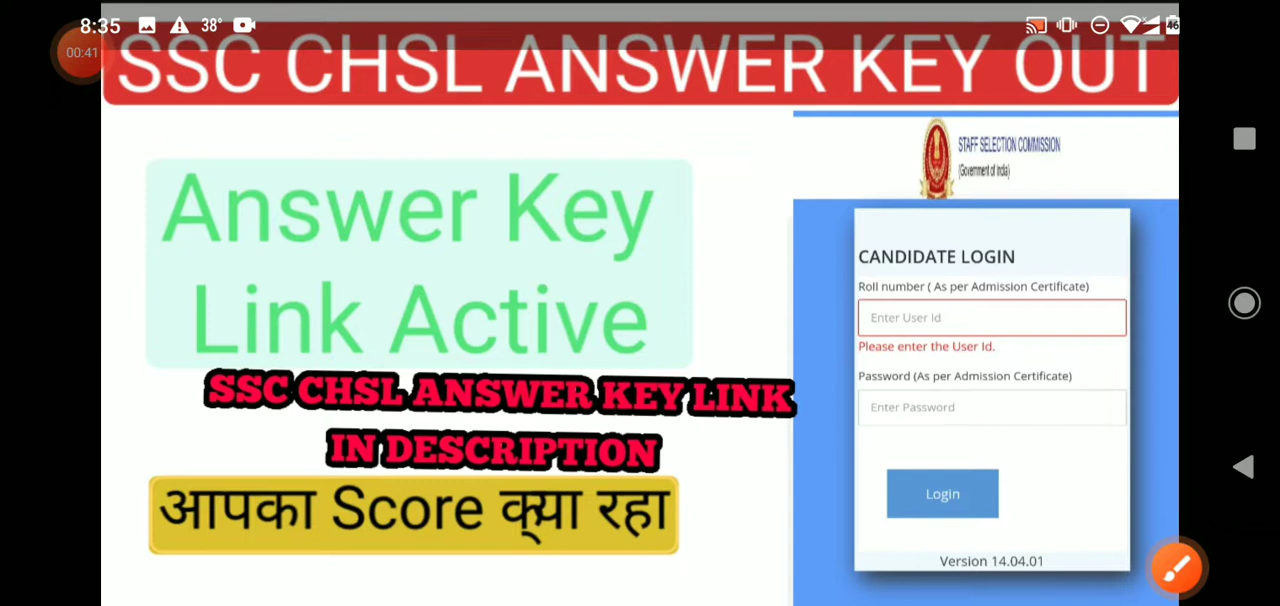 8:35 38° 46
00:41
SSC CHSL ANSWER KEY OUT
STAFF SELECTION COMMISSION
(Government of India)
Answer Key
Link Active
SSC CHSL ANSWER KEY LINK
IN DESCRIPTION
आपका Score क्या रहा
CANDIDATE LOGIN
Roll number ( As per Admission Certificate)
Enter User Id
Please enter the User Id.
Password (As per Admission Certificate)
Enter Password
Login
Version 14.04.01